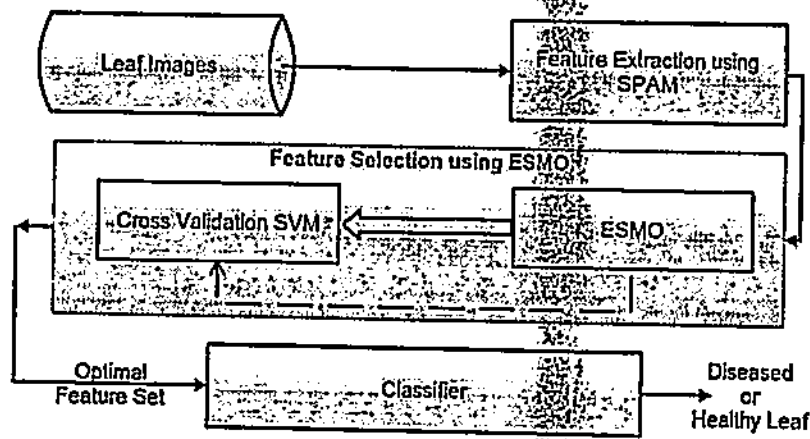 Leaf Images
Feature Extraction using
SPAM
Feature Selection using ESMO
Cross Validation SVM
ESMO
Optimal
Feature Set
Classifier
Diseased
or
Healthy Leaf